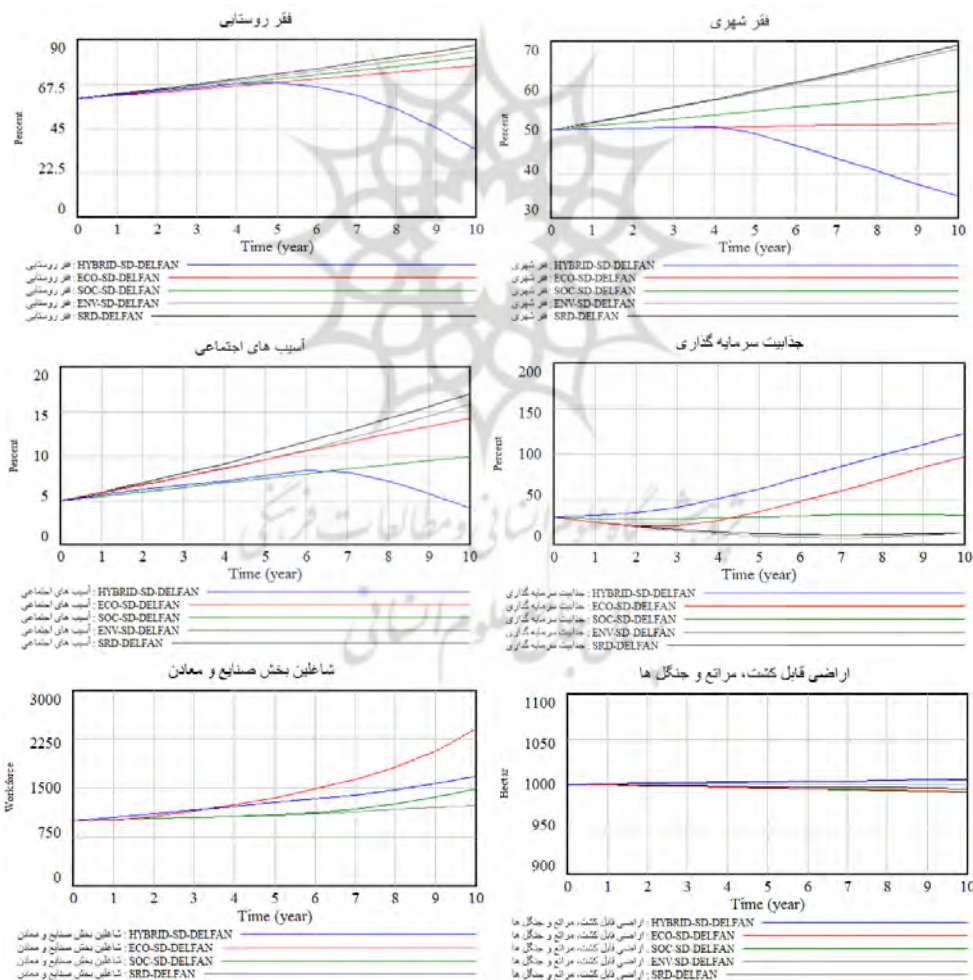 فقر روستایی
90
67.5
45
22.5
0
Percent
0 1 2 3 4 5 6 7 8 9 10
Time (year)
فقر روستایی : HYBRID-SD-DELFAN
فقر روستایی : ECO-SD-DELFAN
فقر روستایی : SOC-SD-DELFAN
فقر روستایی : ENV-SD-DELFAN
فقر روستایی : SRD-DELFAN
فقر شهری
70
60
50
40
30
Percent
0 1 2 3 4 5 6 7 8 9 10
Time (year)
فقر شهری : HYBRID-SD-DELFAN
فقر شهری : ECO-SD-DELFAN
فقر شهری : SOC-SD-DELFAN
فقر شهری : ENV-SD-DELFAN
فقر شهری : SRD-DELFAN
آسیب های اجتماعی
20
15
10
5
0
Percent
0 1 2 3 4 5 6 7 8 9 10
Time (year)
آسیب های اجتماعی : HYBRID-SD-DELFAN
آسیب های اجتماعی : ECO-SD-DELFAN
آسیب های اجتماعی : SOC-SD-DELFAN
آسیب های اجتماعی : ENV-SD-DELFAN
آسیب های اجتماعی : SRD-DELFAN
جذابیت سرمایه گذاری
200
150
100
50
0
Percent
0 1 2 3 4 5 6 7 8 9 10
Time (year)
جذابیت سرمایه گذاری : HYBRID-SD-DELFAN
جذابیت سرمایه گذاری : ECO-SD-DELFAN
جذابیت سرمایه گذاری : SOC-SD-DELFAN
جذابیت سرمایه گذاری : ENV-SD-DELFAN
جذابیت سرمایه گذاری : SRD-DELFAN
شاغلین بخش صنایع و معادن
3000
2250
1500
750
0
Workforce
0 1 2 3 4 5 6 7 8 9 10
Time (year)
شاغلین بخش صنایع و معادن : HYBRID-SD-DELFAN
شاغلین بخش صنایع و معادن : ECO-SD-DELFAN
شاغلین بخش صنایع و معادن : SOC-SD-DELFAN
شاغلین بخش صنایع و معادن : SRD-DELFAN
اراضی قابل کشت، مراتع و جنگل ها
1100
1050
1000
950
900
Hectar
0 1 2 3 4 5 6 7 8 9 10
Time (year)
اراضی قابل کشت، مراتع و جنگل ها : HYBRID-SD-DELFAN
اراضی قابل کشت، مراتع و جنگل ها : ECO-SD-DELFAN
اراضی قابل کشت، مراتع و جنگل ها : SOC-SD-DELFAN
اراضی قابل کشت، مراتع و جنگل ها : ENV-SD-DELFAN
اراضی قابل کشت، مراتع و جنگل ها : SRD-DELFAN
علوم انسانی